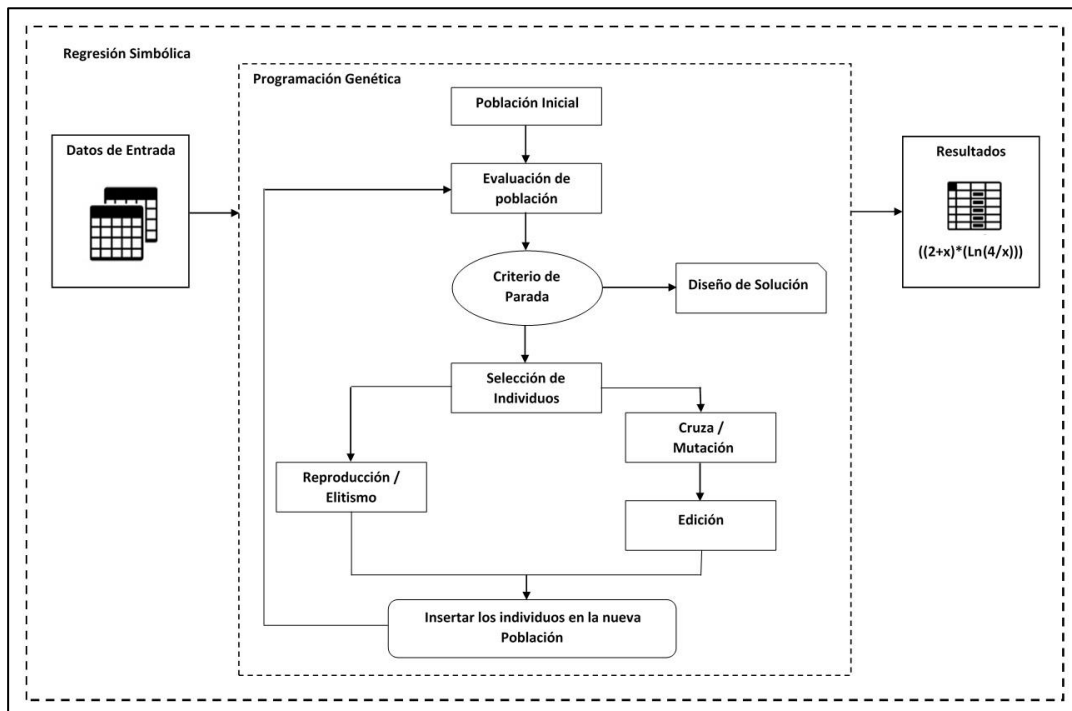 Regresión Simbólica
Programación Genética
Población Inicial
Datos de Entrada
Evaluación de
población
Resultados
((2+x)*(Ln(4/x)))
Criterio de
Parada
Diseño de Solución
Selección de
Individuos
Cruza /
Mutación
Reproducción /
Elitismo
Edición
Insertar los individuos en la nueva
Población